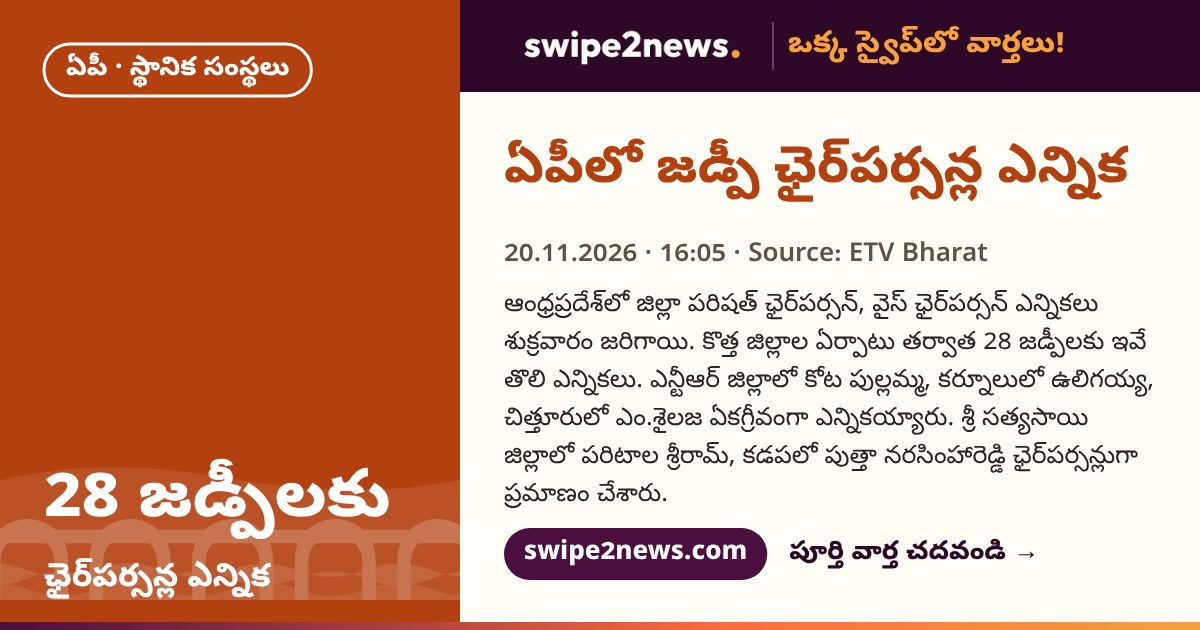 ఏపీ · స్థానిక సంస్థలు
28 జడ్పీలకు
ఛైర్‌పర్సన్ల ఎన్నిక
swipe2news.
ఒక్క స్వైప్‌లో వార్తలు!
ఏపీలో జడ్పీ ఛైర్‌పర్సన్ల ఎన్నిక
20.11.2026 · 16:05 · Source: ETV Bharat
ఆంధ్రప్రదేశ్‌లో జిల్లా పరిషత్ ఛైర్‌పర్సన్, వైస్ ఛైర్‌పర్సన్ ఎన్నికలు
శుక్రవారం జరిగాయి. కొత్త జిల్లాల ఏర్పాటు తర్వాత 28 జడ్పీలకు ఇవే
తొలి ఎన్నికలు. ఎన్టీఆర్ జిల్లాలో కోట పుల్లమ్మ, కర్నూలులో ఉలిగయ్య,
చిత్తూరులో ఎం.శైలజ ఏకగ్రీవంగా ఎన్నికయ్యారు. శ్రీ సత్యసాయి
జిల్లాలో పరిటాల శ్రీరామ్, కడపలో పుత్తా నరసింహారెడ్డి ఛైర్‌పర్సన్లుగా
ప్రమాణం చేశారు.
swipe2news.com
పూర్తి వార్త చదవండి →